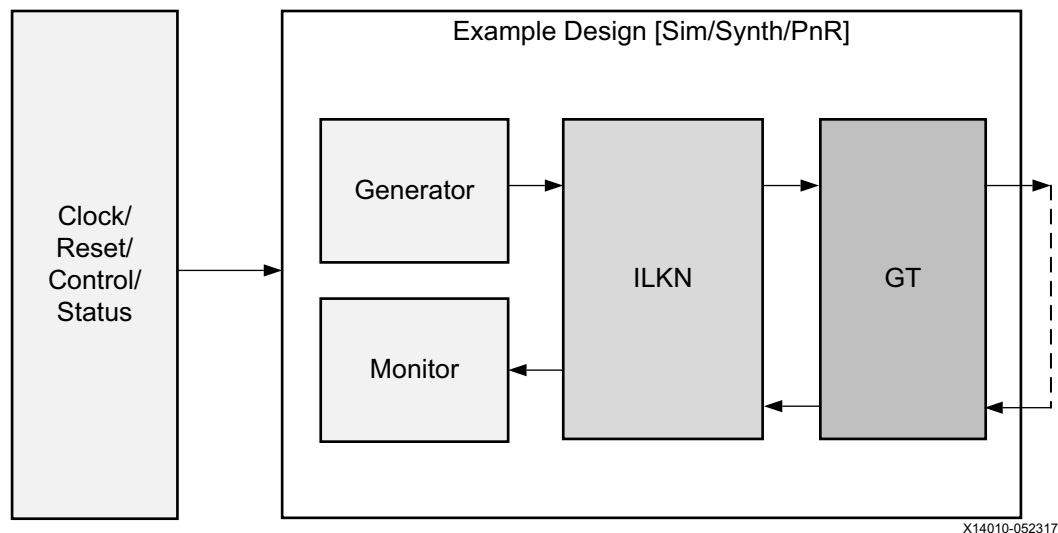 Example Design [Sim/Synth/PnR]
Clock/
Reset/
Control/
Status
Generator
Monitor
ILKN
GT
X14010-052317